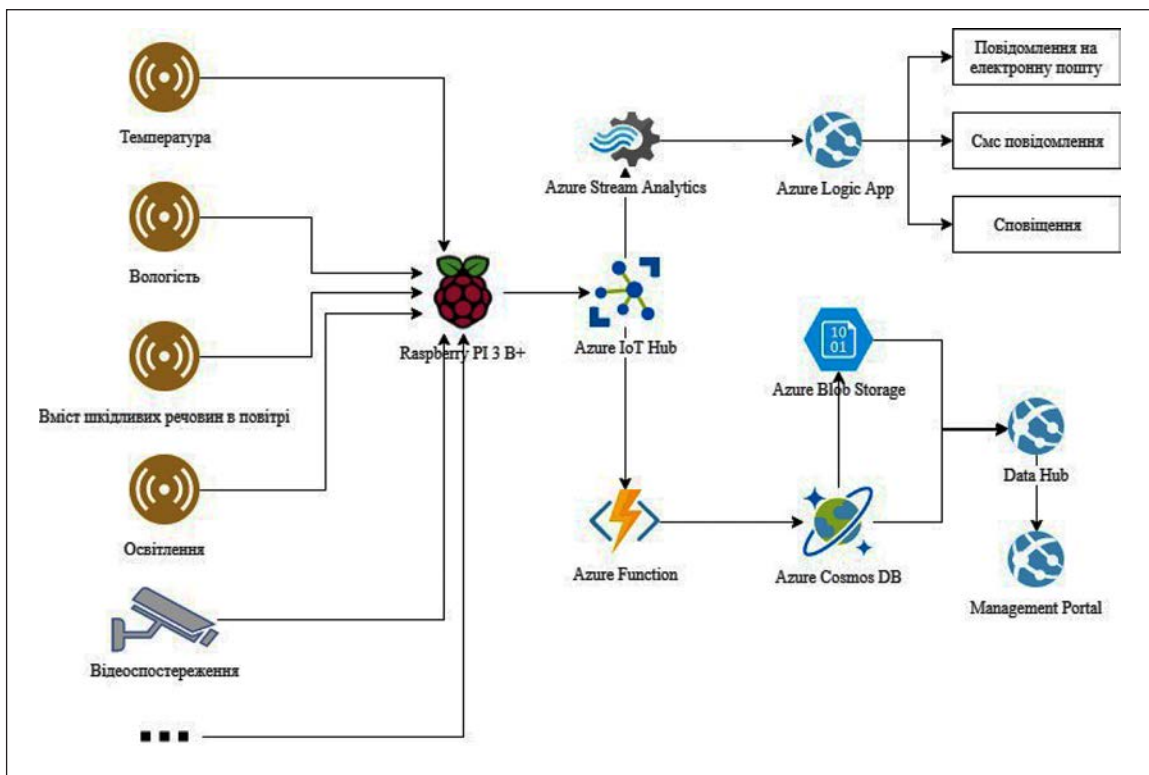 Температура
Вологість
Вміст шкідливих речовин в повітрі
Освітлення
Відеоспостереження
Raspberry PI 3 B+
Azure Stream Analytics
Azure IoT Hub
Azure Function
Azure Logic App
Повідомлення на
електронну пошту
Смс повідомлення
Сповіщення
10
01
Azure Blob Storage
Azure Cosmos DB
Data Hub
Management Portal